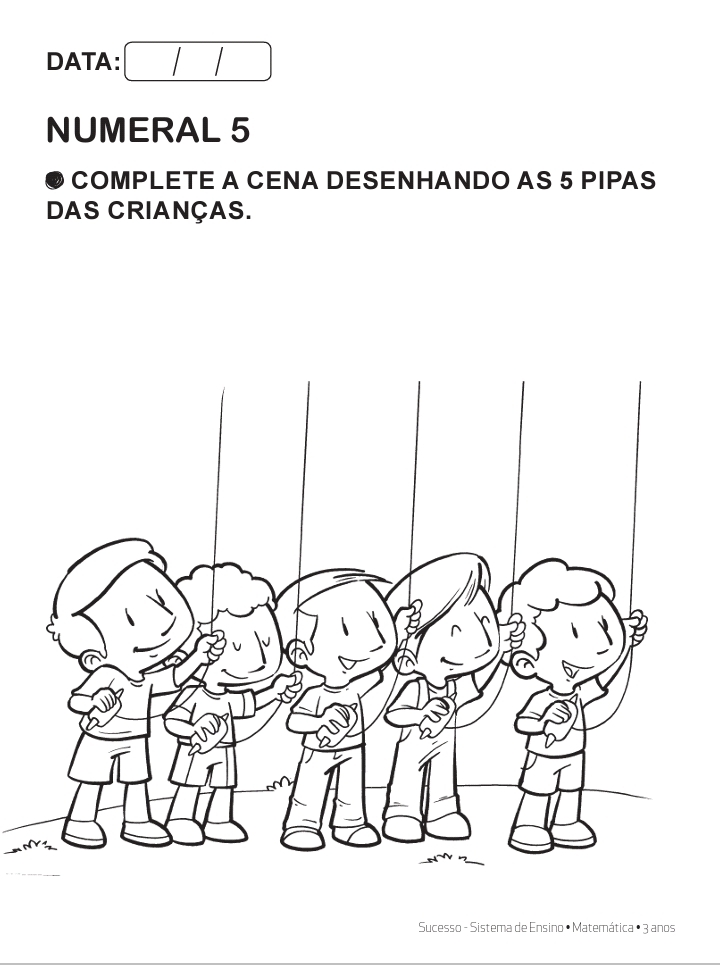 DATA: / /
NUMERAL 5
COMPLETE A CENA DESENHANDO AS 5 PIPAS
DAS CRIANÇAS.
Sucesso - Sistema de Ensino • Matemática • 3 anos